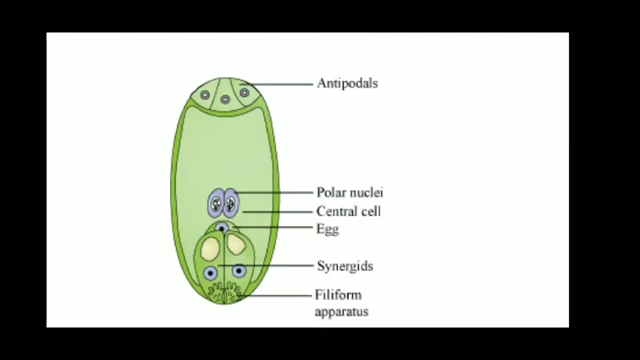 Antipodals
Polar nuclei
Central cell
Egg
Synergids
Filiform
apparatus